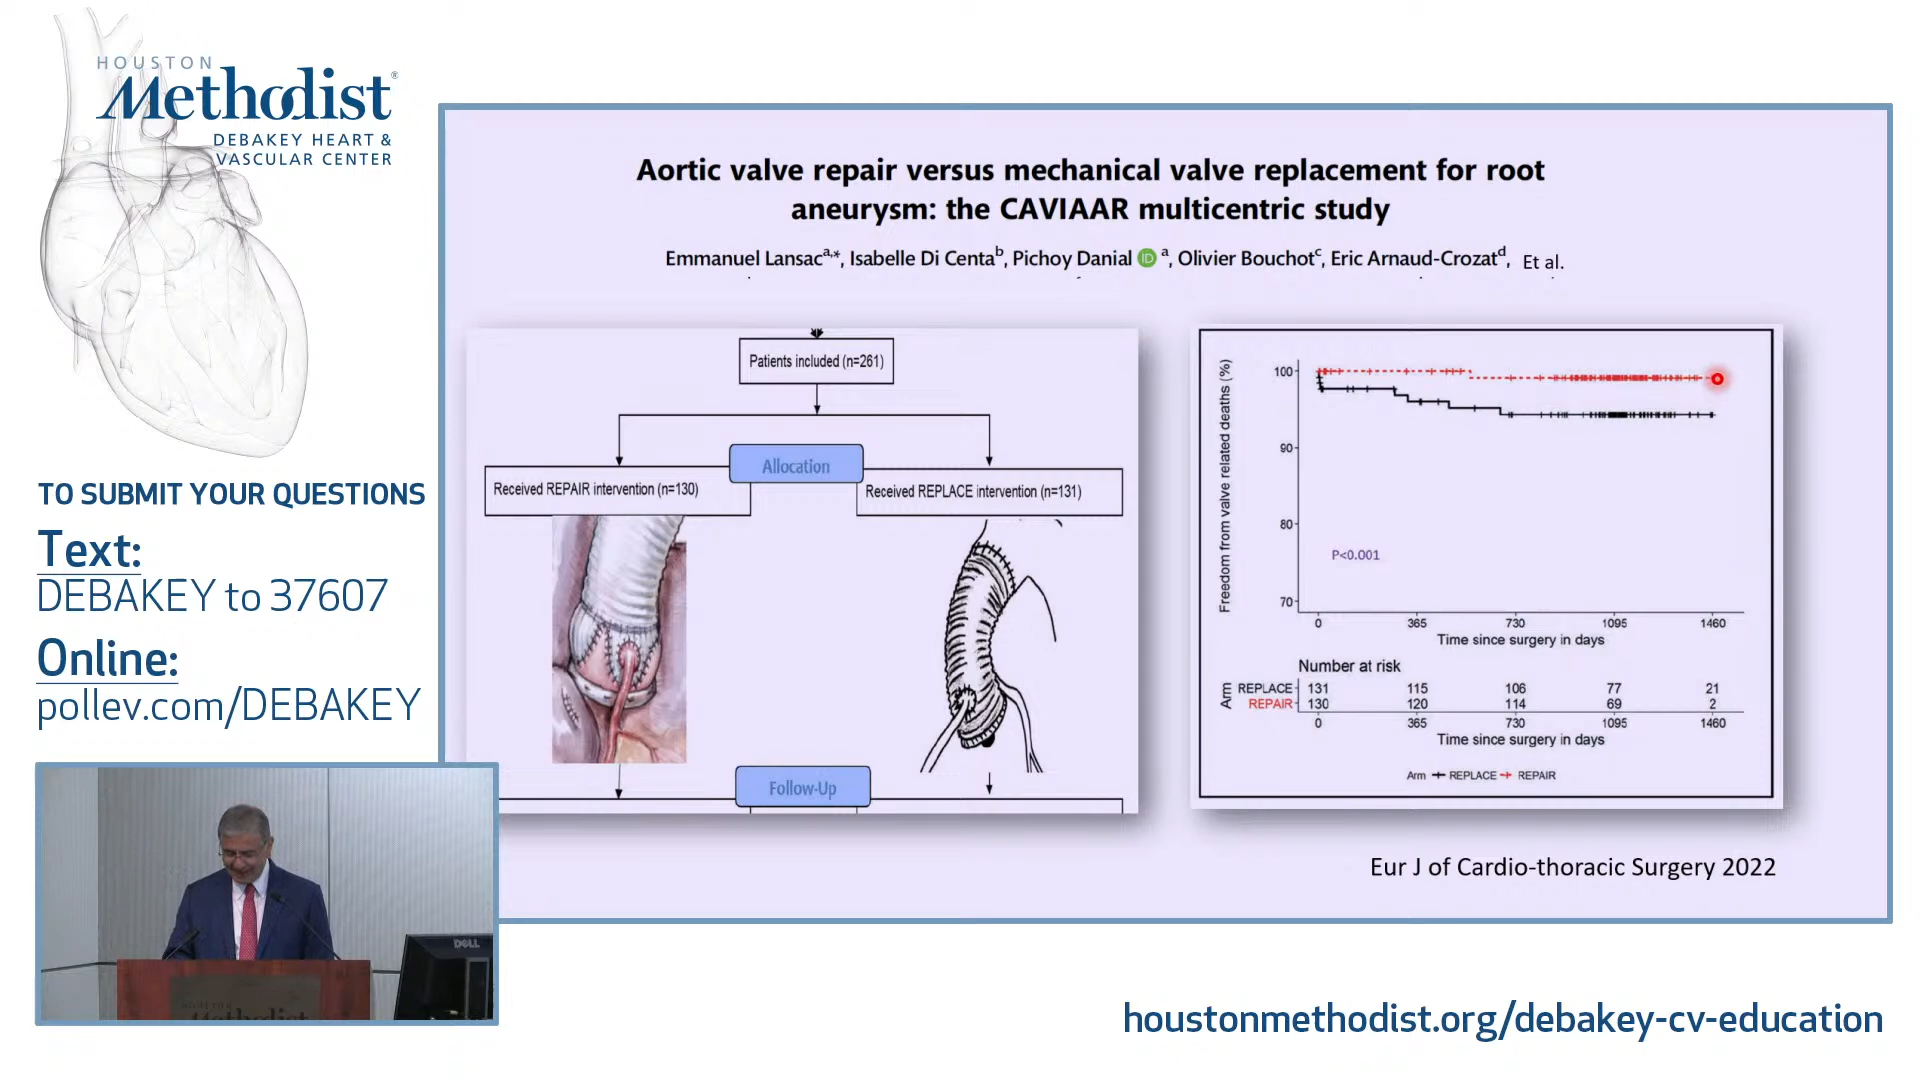 HOUSTON
Methodist®
DEBAKEY HEART &
VASCULAR CENTER
TO SUBMIT YOUR QUESTIONS
Text:
DEBAKEY to 37607
Online:
pollev.com/DEBAKEY
Aortic valve repair versus mechanical valve replacement for root
aneurysm: the CAVIAAR multicentric study
Emmanuel Lansac a,*, Isabelle Di Centa b, Pichoy Danial iD a, Olivier Bouchot c, Eric Arnaud-Crozat d, Et al.
Patients included (n=261)
Allocation
Received REPAIR intervention (n=130)
Received REPLACE intervention (n=131)
Follow-Up
Freedom from valve related deaths (%)
100
90
80
70
P<0.001
0 365 730 1095 1460
Time since surgery in days
Number at risk
Arm
REPLACE 131 115 106 77 21
REPAIR 130 120 114 69 2
0 365 730 1095 1460
Time since surgery in days
Arm REPLACE REPAIR
Eur J of Cardio-thoracic Surgery 2022
DELL
HOUSTON
Methodist
houstonmethodist.org/debakey-cv-education